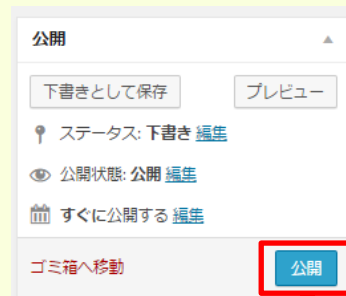 公開
下書きとして保存 プレビュー
ステータス: 下書き 編集
公開状態: 公開 編集
すぐに公開する 編集
ゴミ箱へ移動 公開